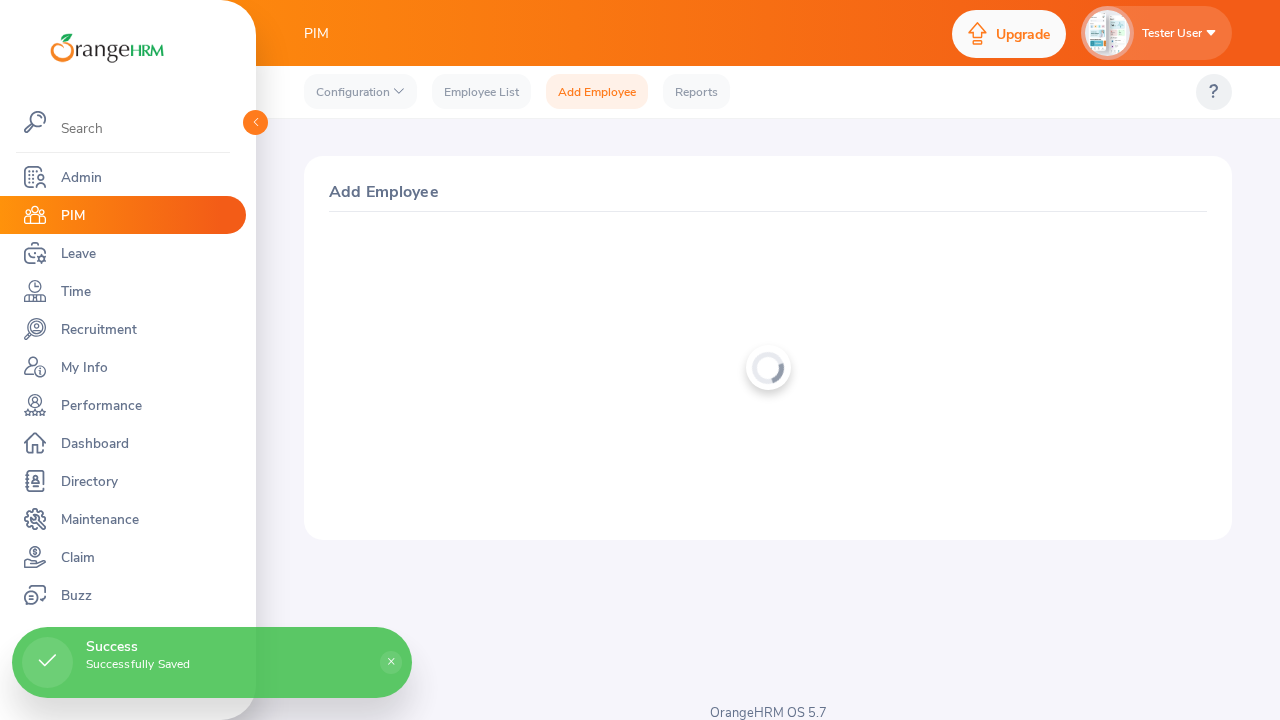 OrangeHRM
PIM
Upgrade
Tester User
Configuration
Employee List
Add Employee
Reports
?
Search
Admin
PIM
Leave
Time
Recruitment
My Info
Performance
Dashboard
Directory
Maintenance
Claim
Buzz
Add Employee
Success
Successfully Saved
×
OrangeHRM OS 5.7